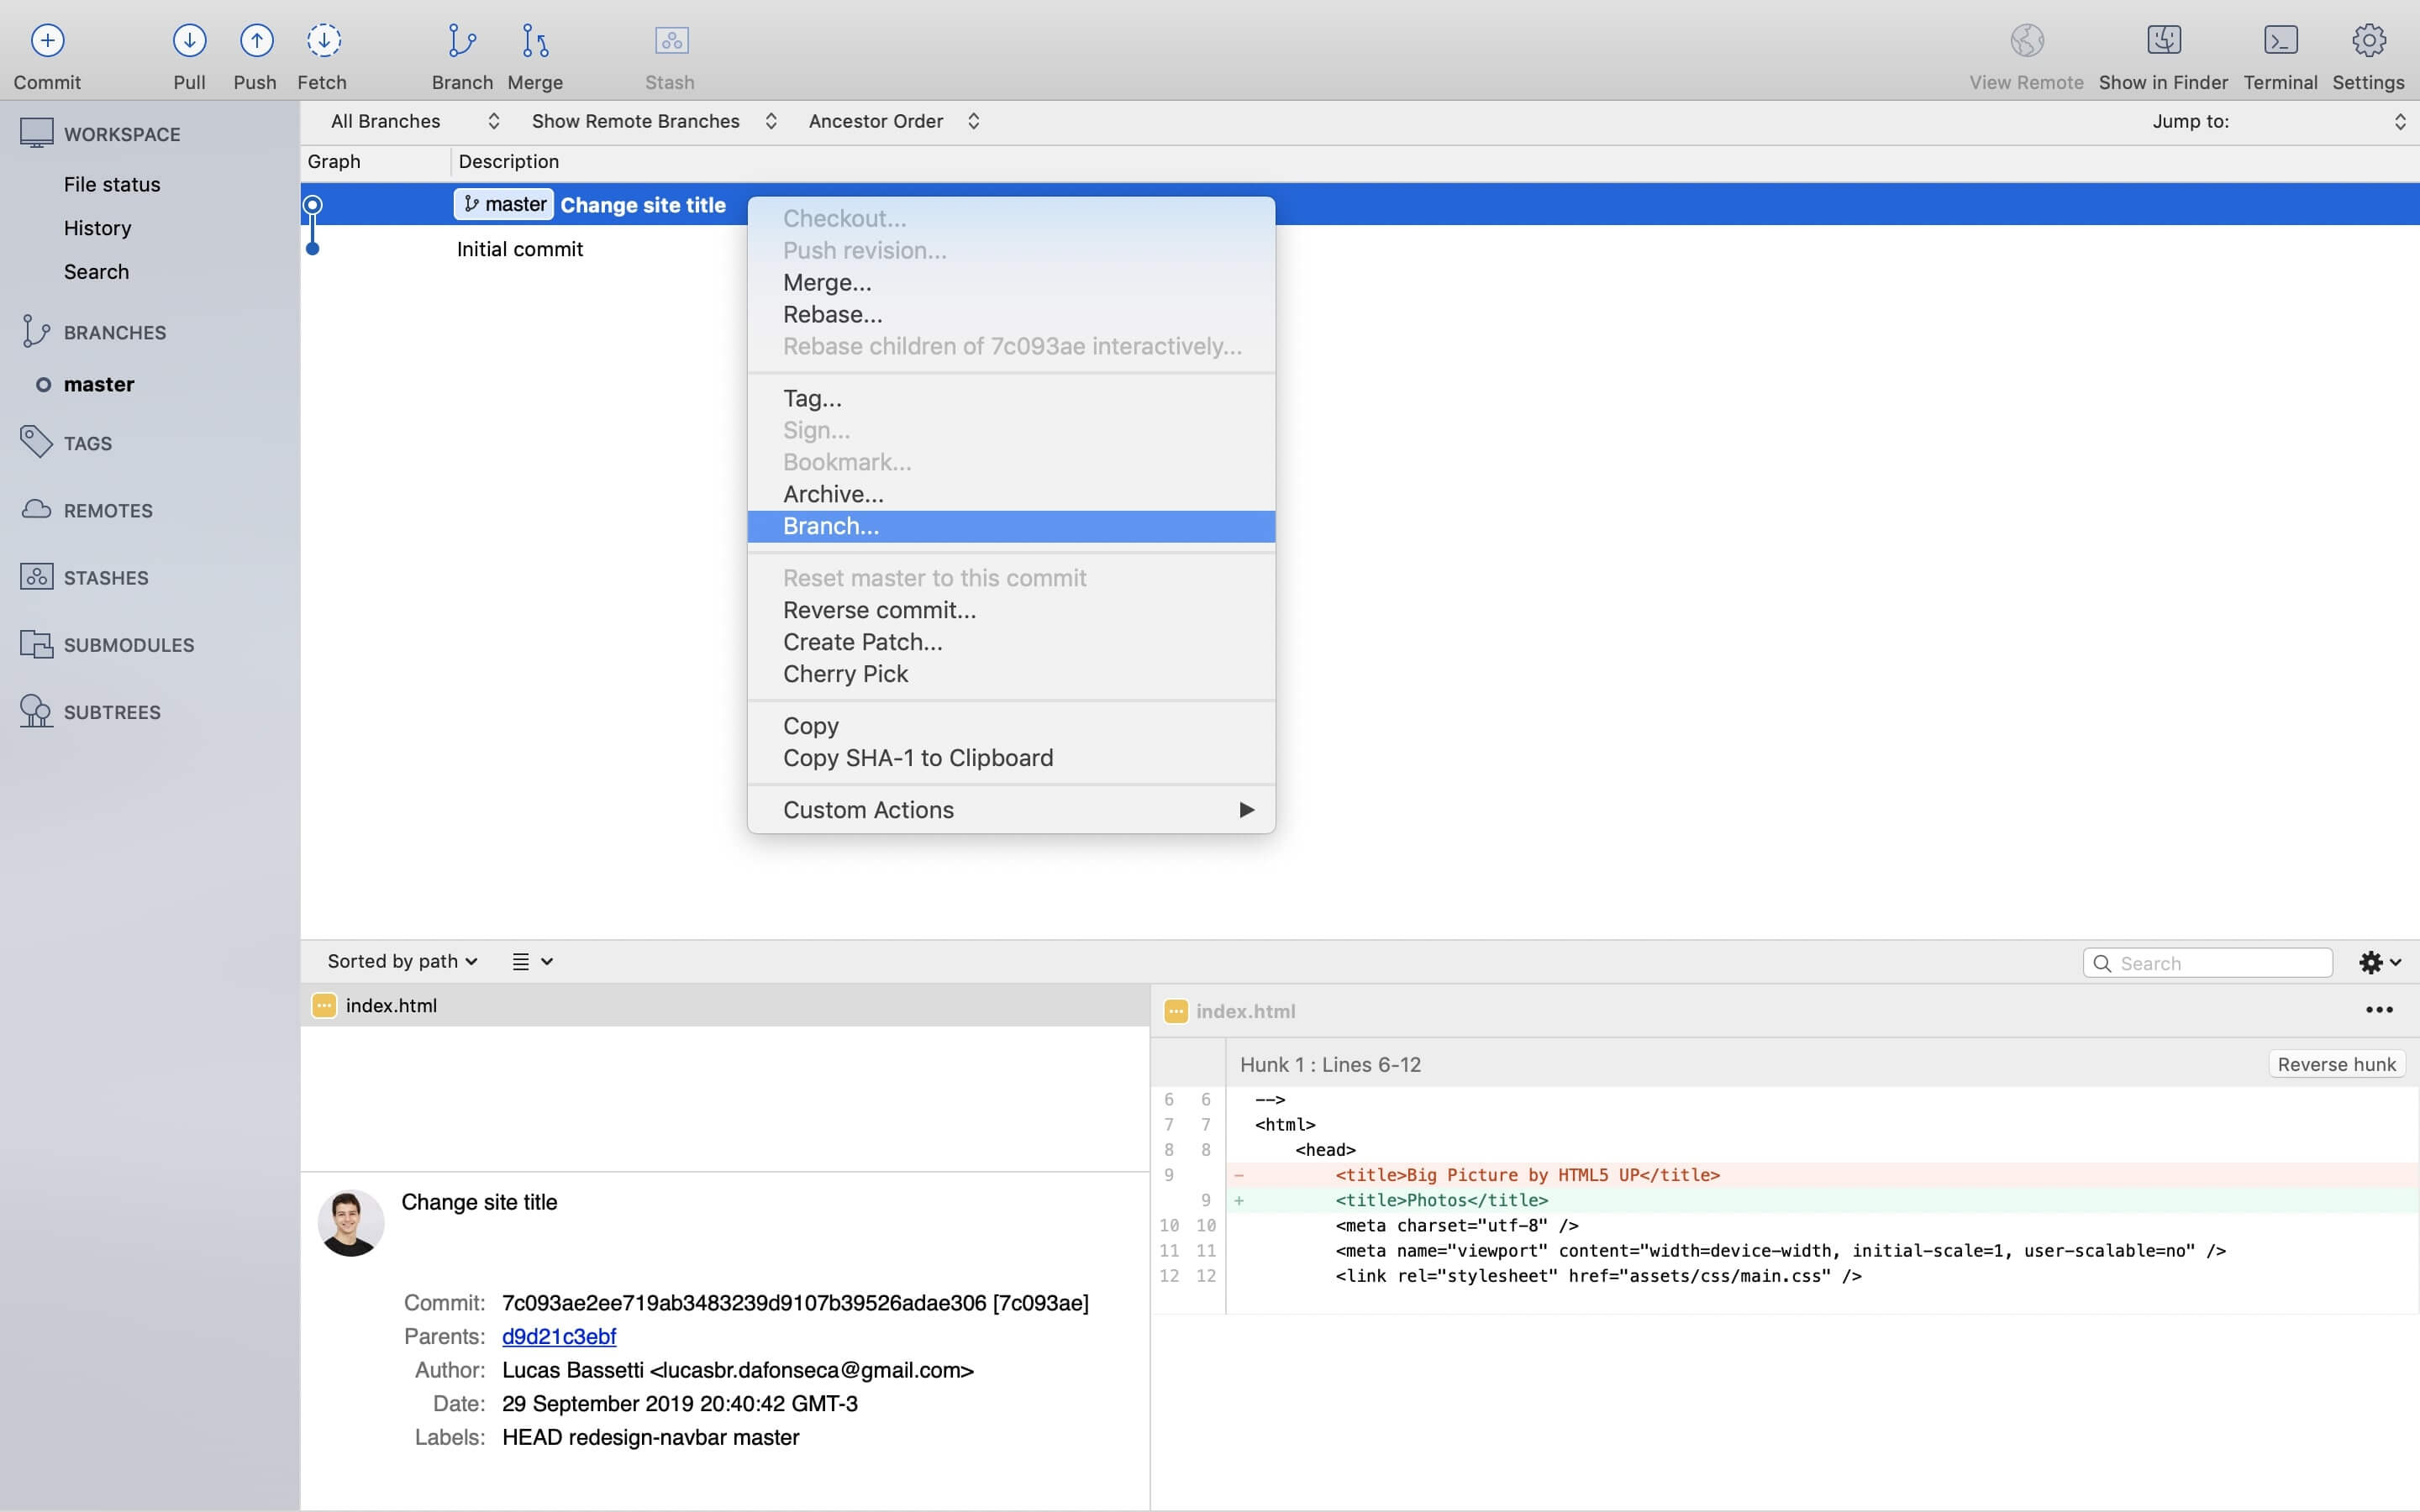 Commit Pull Push Fetch Branch Merge Stash View Remote Show in Finder Terminal Settings
WORKSPACE
File status
History
Search
BRANCHES
master
TAGS
REMOTES
STASHES
SUBMODULES
SUBTREES
All Branches Show Remote Branches Ancestor Order Jump to:
Graph Description
master Change site title
Initial commit
Checkout...
Push revision...
Merge...
Rebase...
Rebase children of 7c093ae interactively...
Tag...
Sign...
Bookmark...
Archive...
Branch...
Reset master to this commit
Reverse commit...
Create Patch...
Cherry Pick
Copy
Copy SHA-1 to Clipboard
Custom Actions
Sorted by path Search
index.html
Change site title
Commit: 7c093ae2ee719ab3483239d9107b39526adae306 [7c093ae]
Parents: d9d21c3ebf
Author: Lucas Bassetti <lucasbr.dafonseca@gmail.com>
Date: 29 September 2019 20:40:42 GMT-3
Labels: HEAD redesign-navbar master
index.html
Hunk 1 : Lines 6-12 Reverse hunk
6 6 -->
7 7 <html>
8 8 <head>
9 - <title>Big Picture by HTML5 UP</title>
9 + <title>Photos</title>
10 10 <meta charset="utf-8" />
11 11 <meta name="viewport" content="width=device-width, initial-scale=1, user-scalable=no" />
12 12 <link rel="stylesheet" href="assets/css/main.css" />